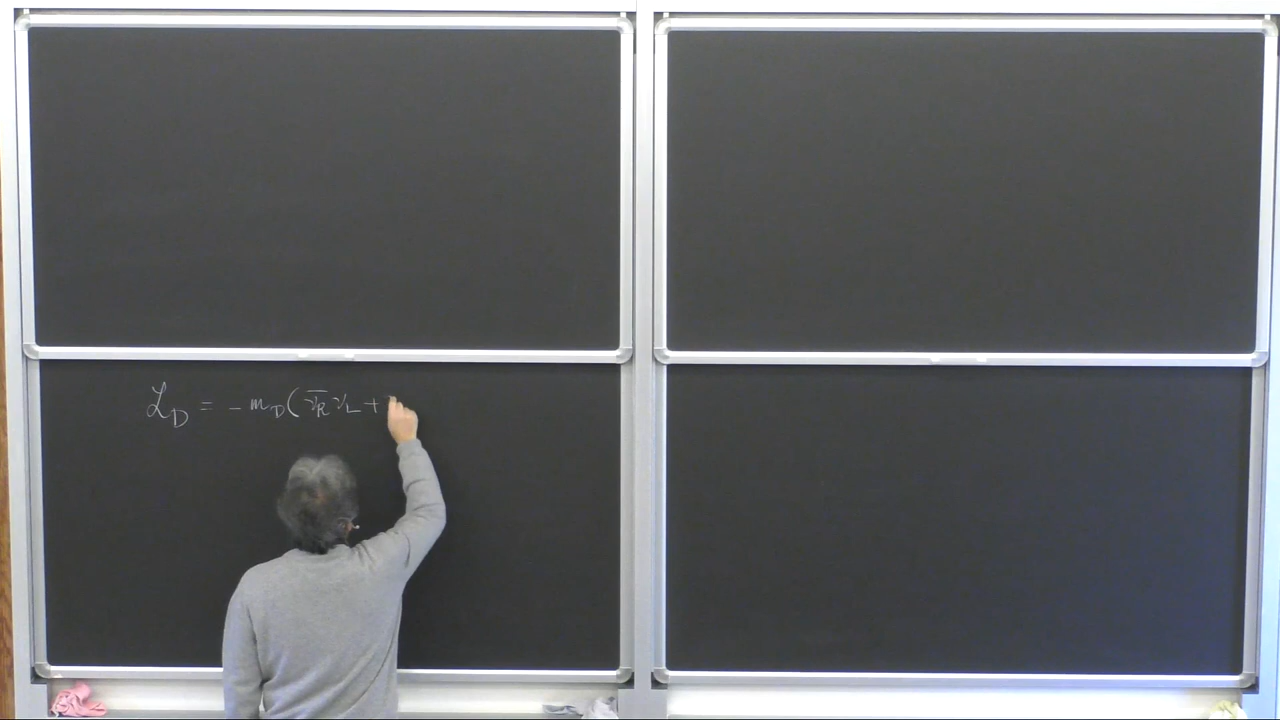 ℒ_D = − m_D ( ν̄_R ν_L +